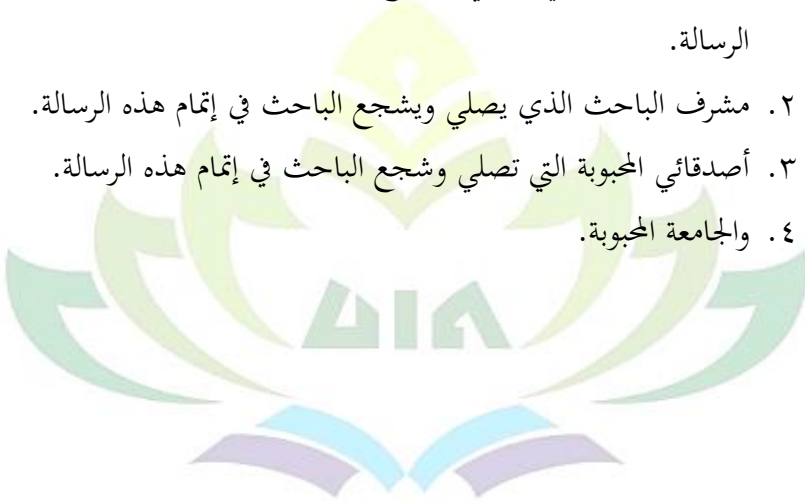 الرسالة.
٢. مشرف الباحث الذي يصلي ويشجع الباحث في إتمام هذه الرسالة.
٣. أصدقائي المحبوبة التي تصلي وشجع الباحث في إتمام هذه الرسالة.
٤. والجامعة المحبوبة.
UIN